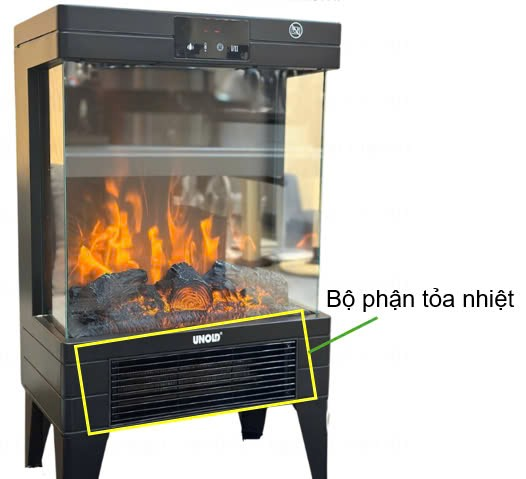 Bộ phận tỏa nhiệt
UNOLD